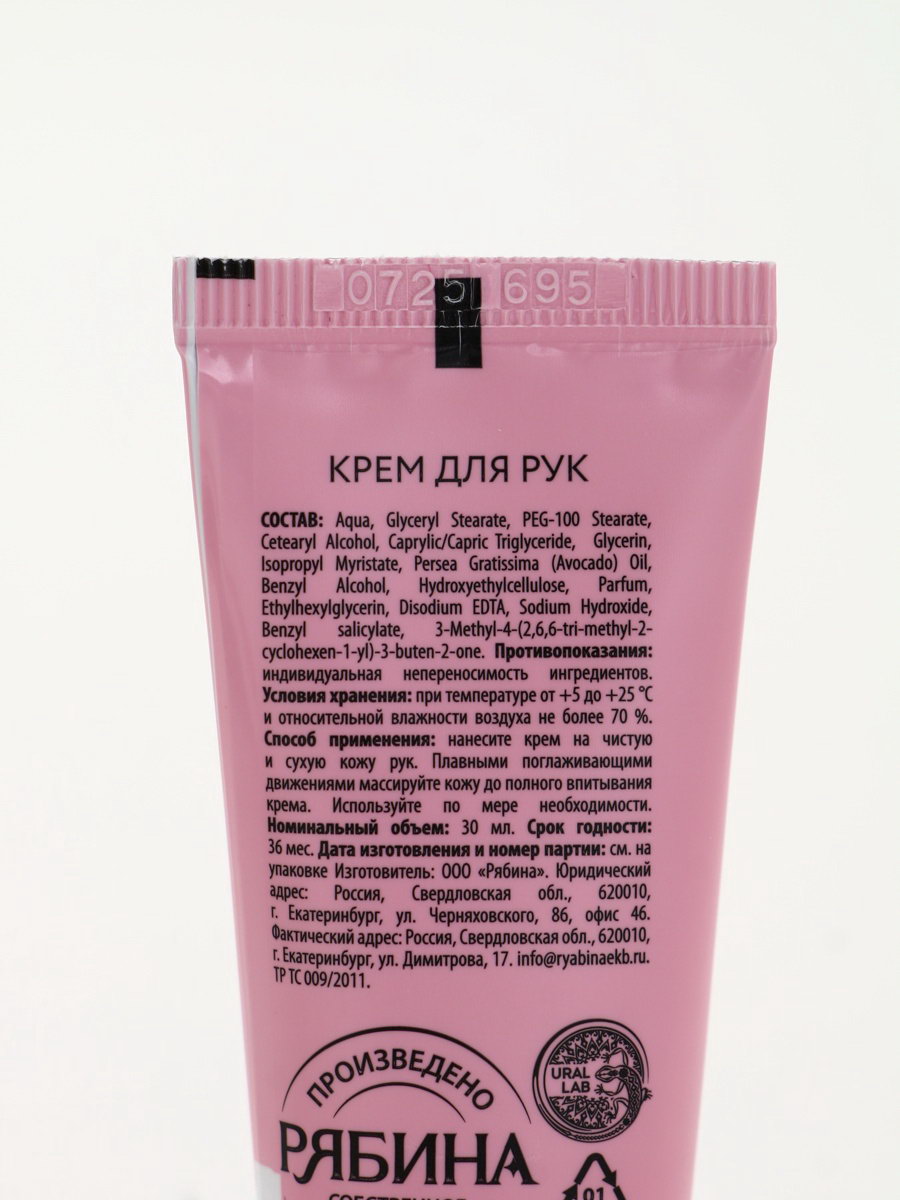 0725 695
КРЕМ ДЛЯ РУК
СОСТАВ: Aqua, Glyceryl Stearate, PEG-100 Stearate,
Cetearyl Alcohol, Caprylic/Capric Triglyceride, Glycerin,
Isopropyl Myristate, Persea Gratissima (Avocado) Oil,
Benzyl Alcohol, Hydroxyethylcellulose, Parfum,
Ethylhexylglycerin, Disodium EDTA, Sodium Hydroxide,
Benzyl salicylate, 3-Methyl-4-(2,6,6-tri-methyl-2-
cyclohexen-1-yl)-3-buten-2-one. Противопоказания:
индивидуальная непереносимость ингредиентов.
Условия хранения: при температуре от +5 до +25 °C
и относительной влажности воздуха не более 70 %.
Способ применения: нанесите крем на чистую
и сухую кожу рук. Плавными поглаживающими
движениями массируйте кожу до полного впитывания
крема. Используйте по мере необходимости.
Номинальный объем: 30 мл. Срок годности:
36 мес. Дата изготовления и номер партии: см. на
упаковке Изготовитель: ООО «Рябина». Юридический
адрес: Россия, Свердловская обл., 620010,
г. Екатеринбург, ул. Черняховского, 86, офис 46.
Фактический адрес: Россия, Свердловская обл., 620010,
г. Екатеринбург, ул. Димитрова, 17. info@ryabinaekb.ru.
ТР ТС 009/2011.
ПРОИЗВЕДЕНО
URAL
LAB
РЯБИНА
СОБСТВЕННОЕ
01